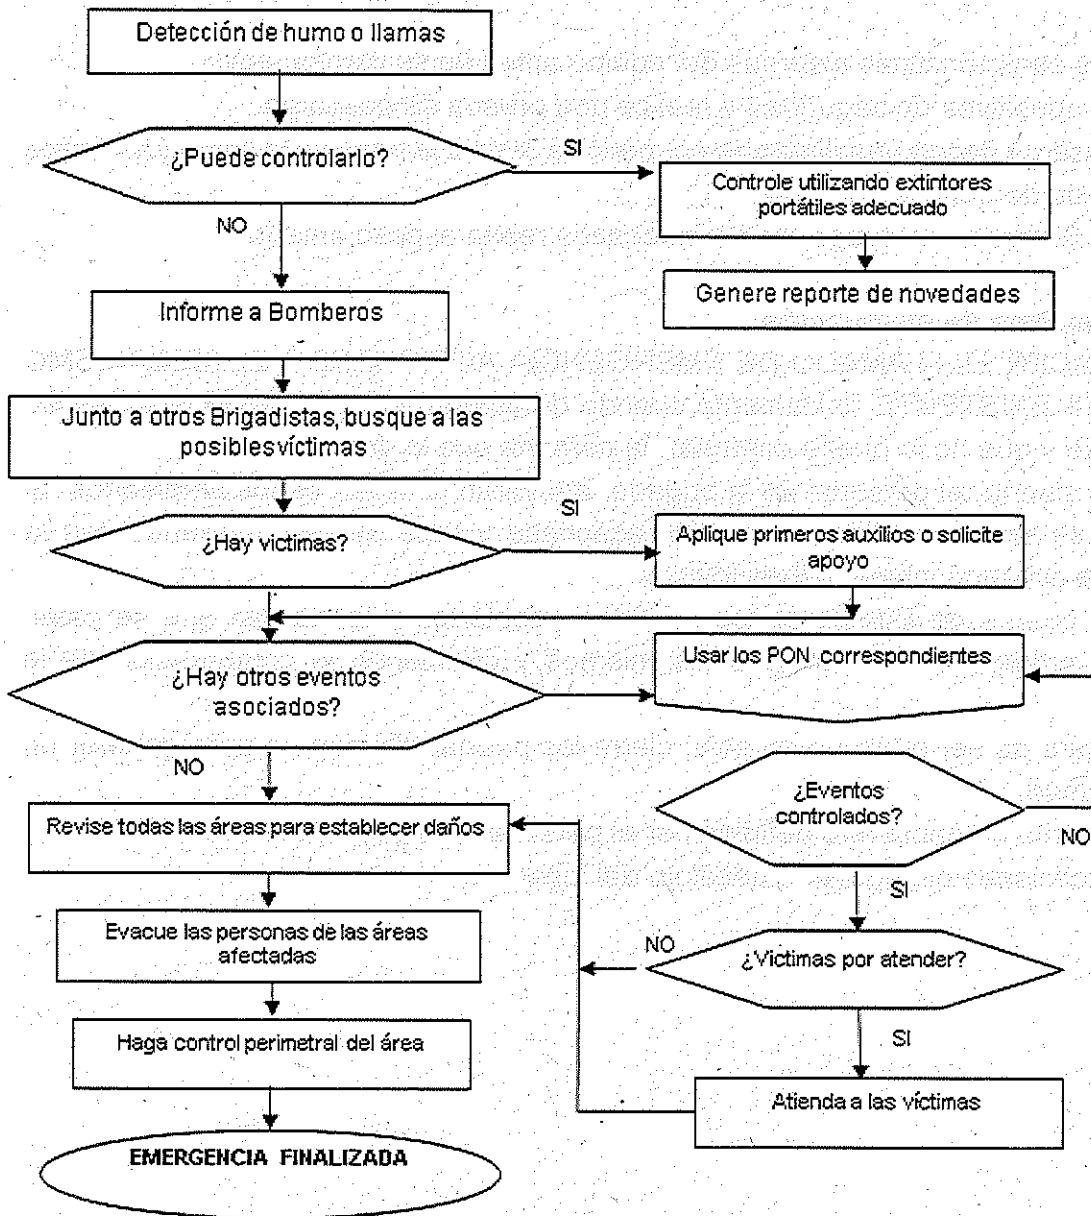 Detección de humo o llamas
¿Puede controlarlo?
SI
Controle utilizando extintores
portátiles adecuado
NO
Genere reporte de novedades
Informe a Bomberos
Junto a otros Brigadistas, busque a las
posibles víctimas
SI
¿Hay victimas?
Aplique primeros auxilios o solicite
apoyo
Usar los PON correspondientes
¿Hay otros eventos
asociados?
NO
¿Eventos
controlados?
NO
Revise todas las áreas para establecer daños
SI
Evacue las personas de las áreas
afectadas
NO
¿Victimas por atender?
Haga control perimetral del área
SI
Atienda a las víctimas
EMERGENCIA FINALIZADA